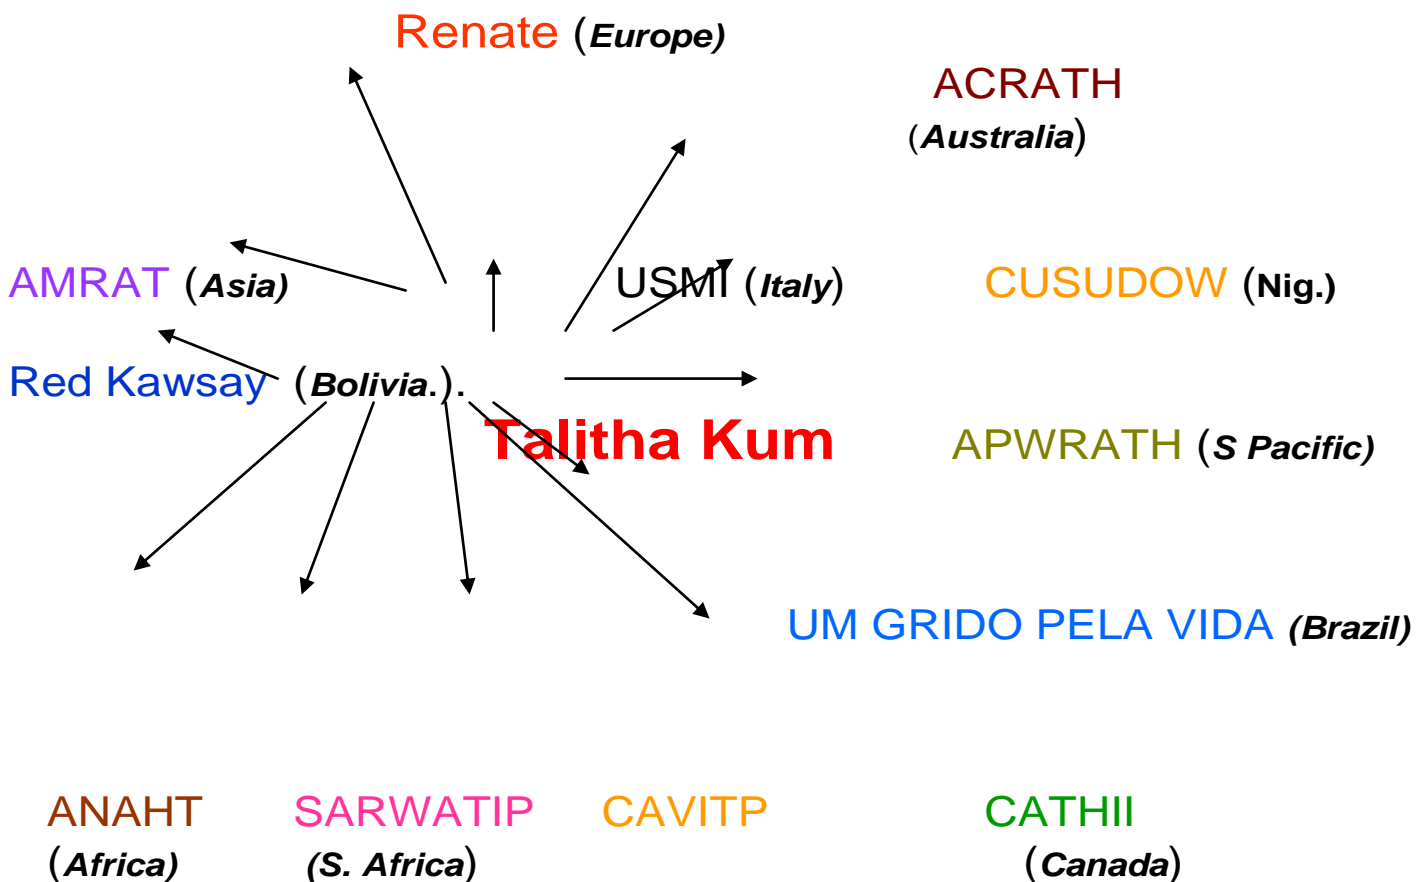 Renate (Europe)
ACRATH
(Australia)
AMRAT (Asia)
USMI (Italy)
CUSUDOW (Nig.)
Red Kawsay (Bolivia.).
Talitha Kum
APWRATH (S Pacific)
UM GRIDO PELA VIDA (Brazil)
ANAHT SARWATIP CAVITP CATHII
(Africa) (S. Africa) (Canada)